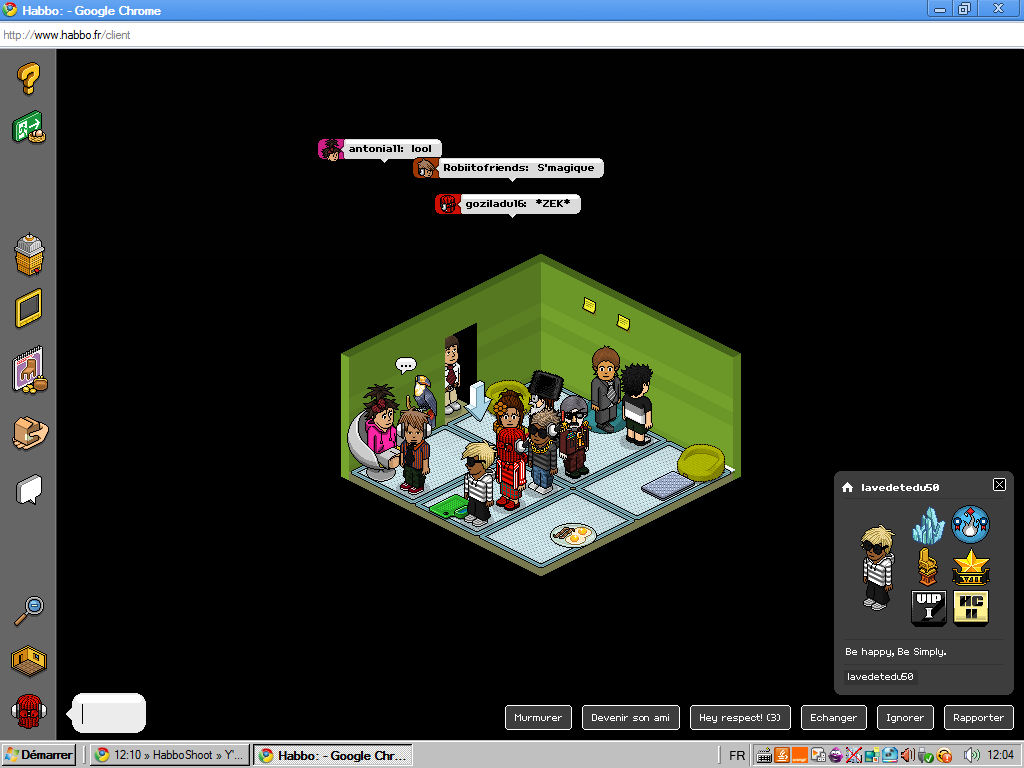 Habbo: - Google Chrome
http://www.habbo.fr/client
antonia11: lool
Robiitofriends: S'magique
goziladu16: *ZEK*
...
lavedetedu50
STAFF
VIP I
HC II
Be happy, Be Simply.
lavedetedu50
Murmurer
Devenir son ami
Hey respect! (3)
Echanger
Ignorer
Rapporter
Démarrer
12:10 » HabboShoot » Y'...
Habbo: - Google Chr...
FR
12:04